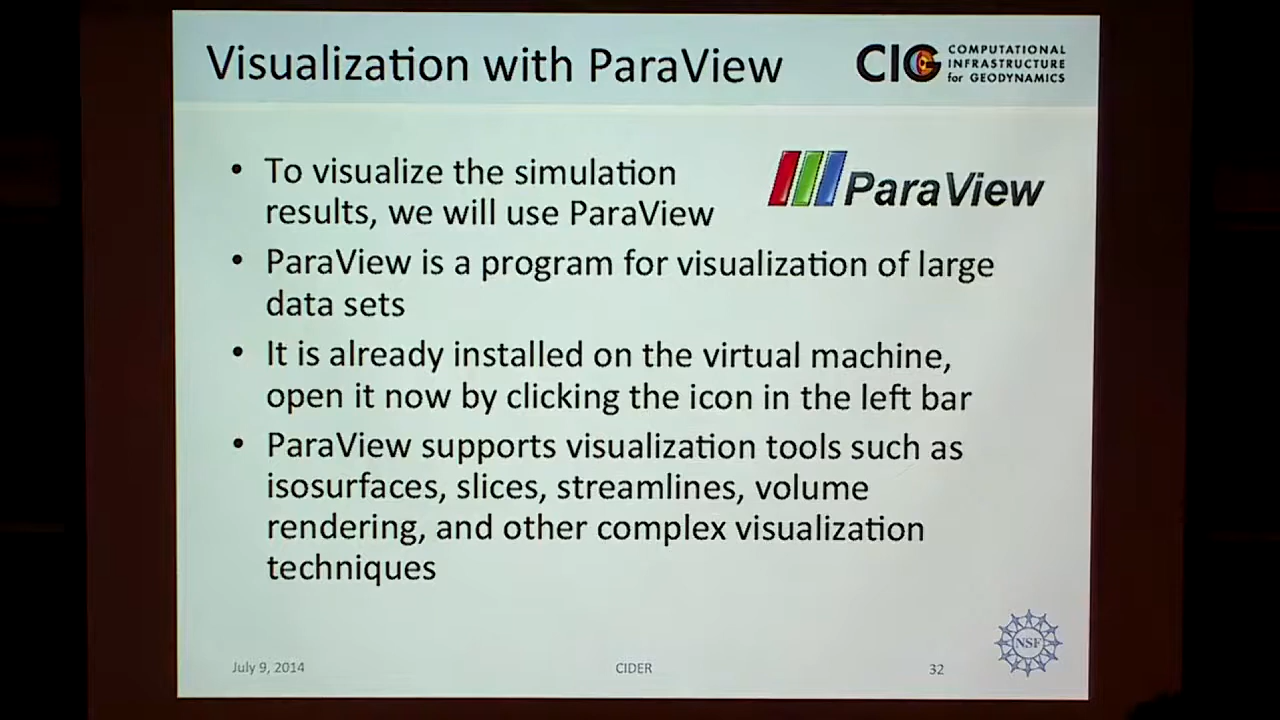 Visualization with ParaView
CIG
COMPUTATIONAL
INFRASTRUCTURE
for GEODYNAMICS
• To visualize the simulation
results, we will use ParaView
ParaView
• ParaView is a program for visualization of large
data sets
• It is already installed on the virtual machine,
open it now by clicking the icon in the left bar
• ParaView supports visualization tools such as
isosurfaces, slices, streamlines, volume
rendering, and other complex visualization
techniques
NSF
July 9, 2014
CIDER
32